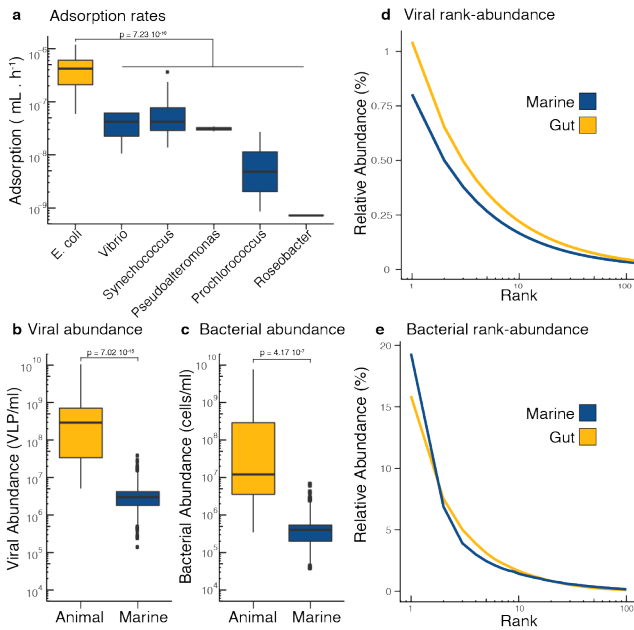 a Adsorption rates
p = 7.23 10⁻¹⁶
Adsorption ( mL . h⁻¹)
10⁻⁶
10⁻⁷
10⁻⁸
10⁻⁹
E. coli
Vibrio
Synechococcus
Pseudoalteromonas
Prochlorococcus
Roseobacter
d Viral rank-abundance
Relative Abundance (%)
1
0.75
0.50
0.25
0
Marine
Gut
1 10 100
Rank
b Viral abundance
p = 7.02 10⁻¹⁵
Viral Abundance (VLP/ml)
10¹⁰
10⁹
10⁸
10⁷
10⁶
10⁵
10⁴
Animal Marine
c Bacterial abundance
p = 4.17 10⁻⁷
Bacterial Abundance (cells/ml)
10¹⁰
10⁹
10⁸
10⁷
10⁶
10⁵
10⁴
Animal Marine
e Bacterial rank-abundance
Relative Abundance (%)
20
15
10
5
0
Marine
Gut
1 10 100
Rank